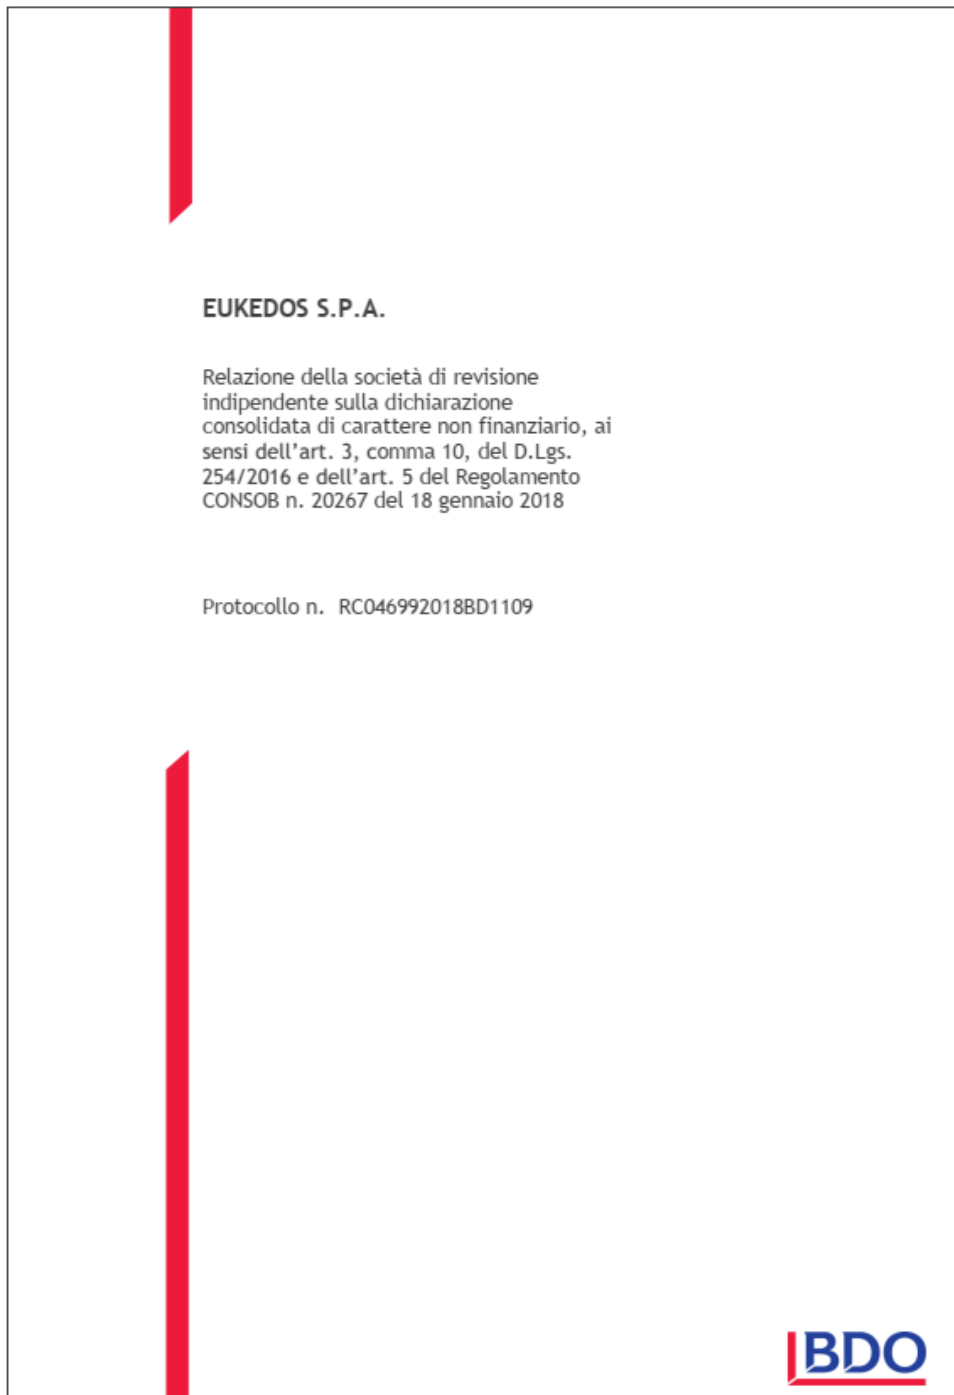 EUKEDOS S.P.A.
Relazione della società di revisione
indipendente sulla dichiarazione
consolidata di carattere non finanziario, ai
sensi dell'art. 3, comma 10, del D.Lgs.
254/2016 e dell'art. 5 del Regolamento
CONSOB n. 20267 del 18 gennaio 2018
Protocollo n. RC046992018BD1109
BDO